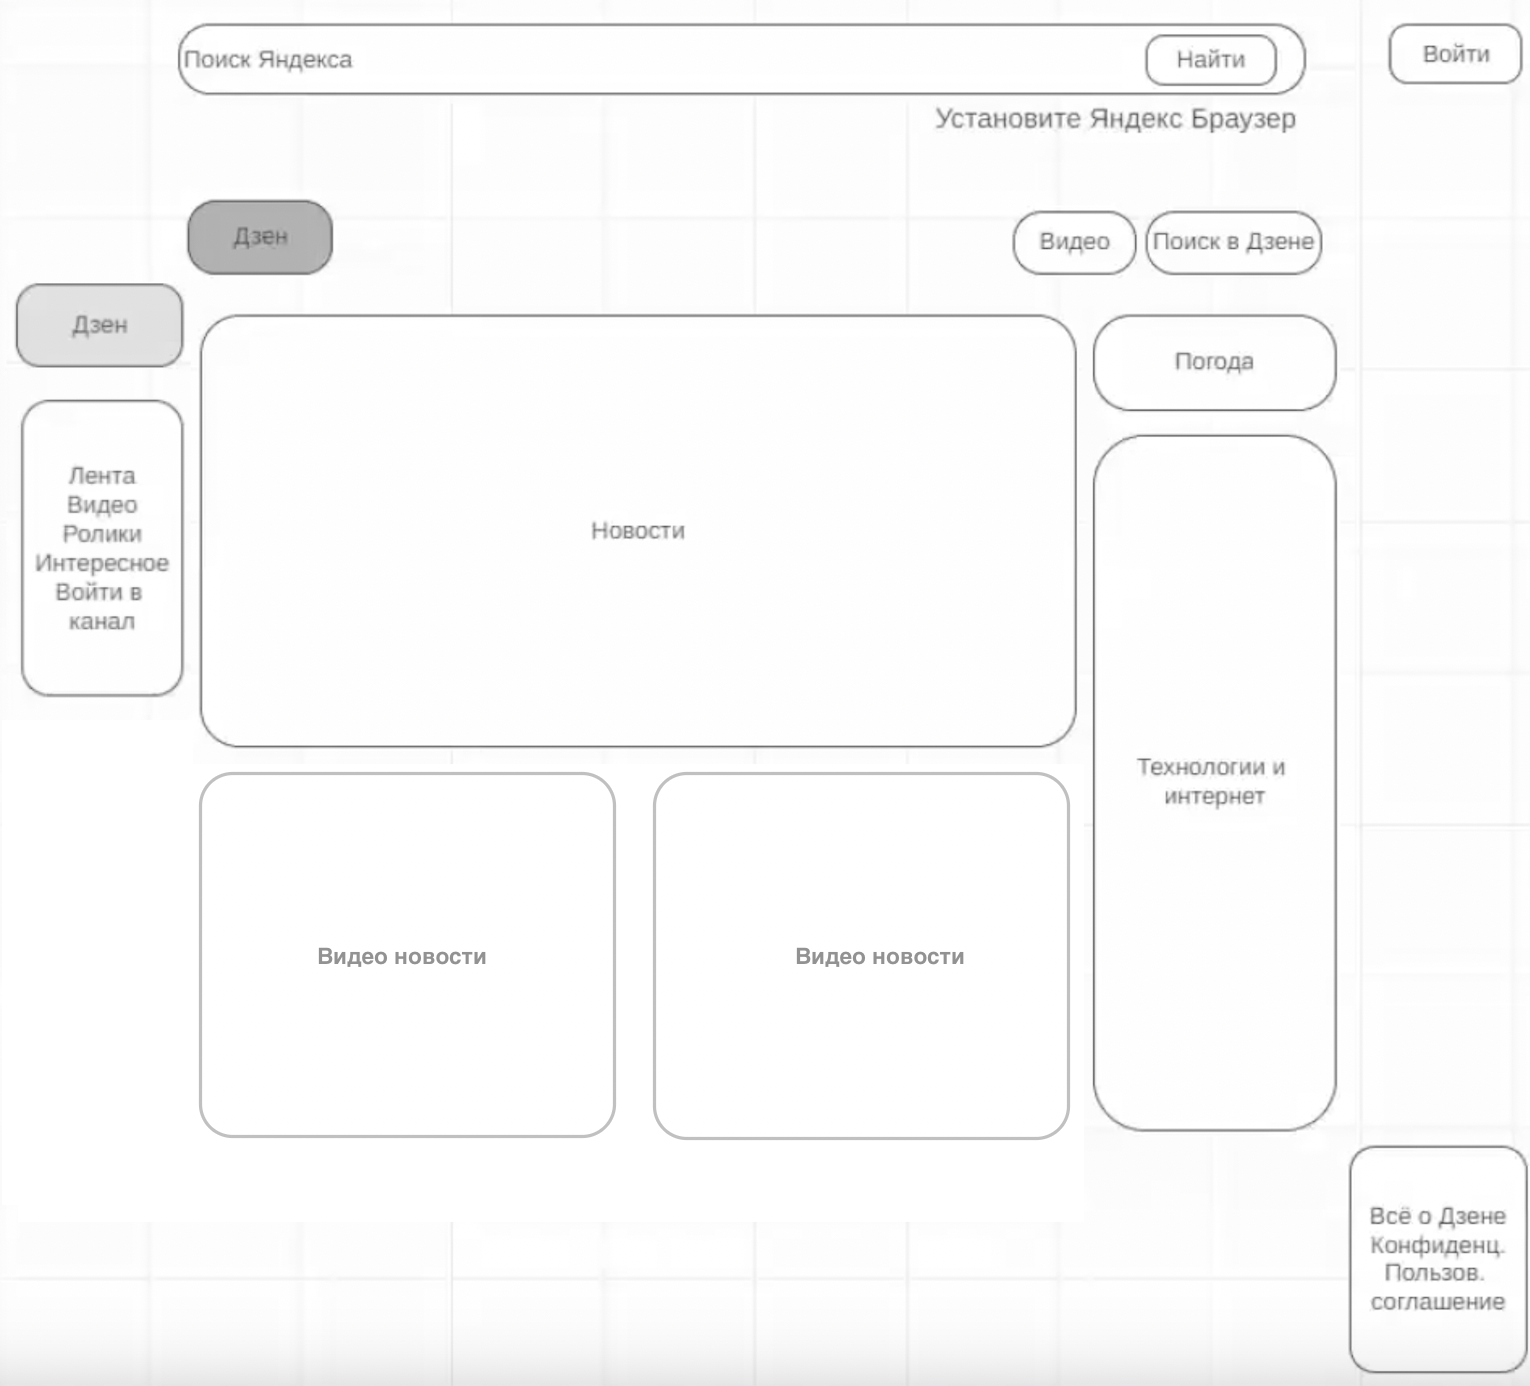 Поиск Яндекса
Найти
Войти
Установите Яндекс Браузер
Дзен
Видео
Поиск в Дзене
Дзен
Погода
Лента
Видео
Ролики
Интересное
Войти в
канал
Новости
Технологии и
интернет
Видео новости
Видео новости
Всё о Дзене
Конфиденц.
Пользов.
соглашение